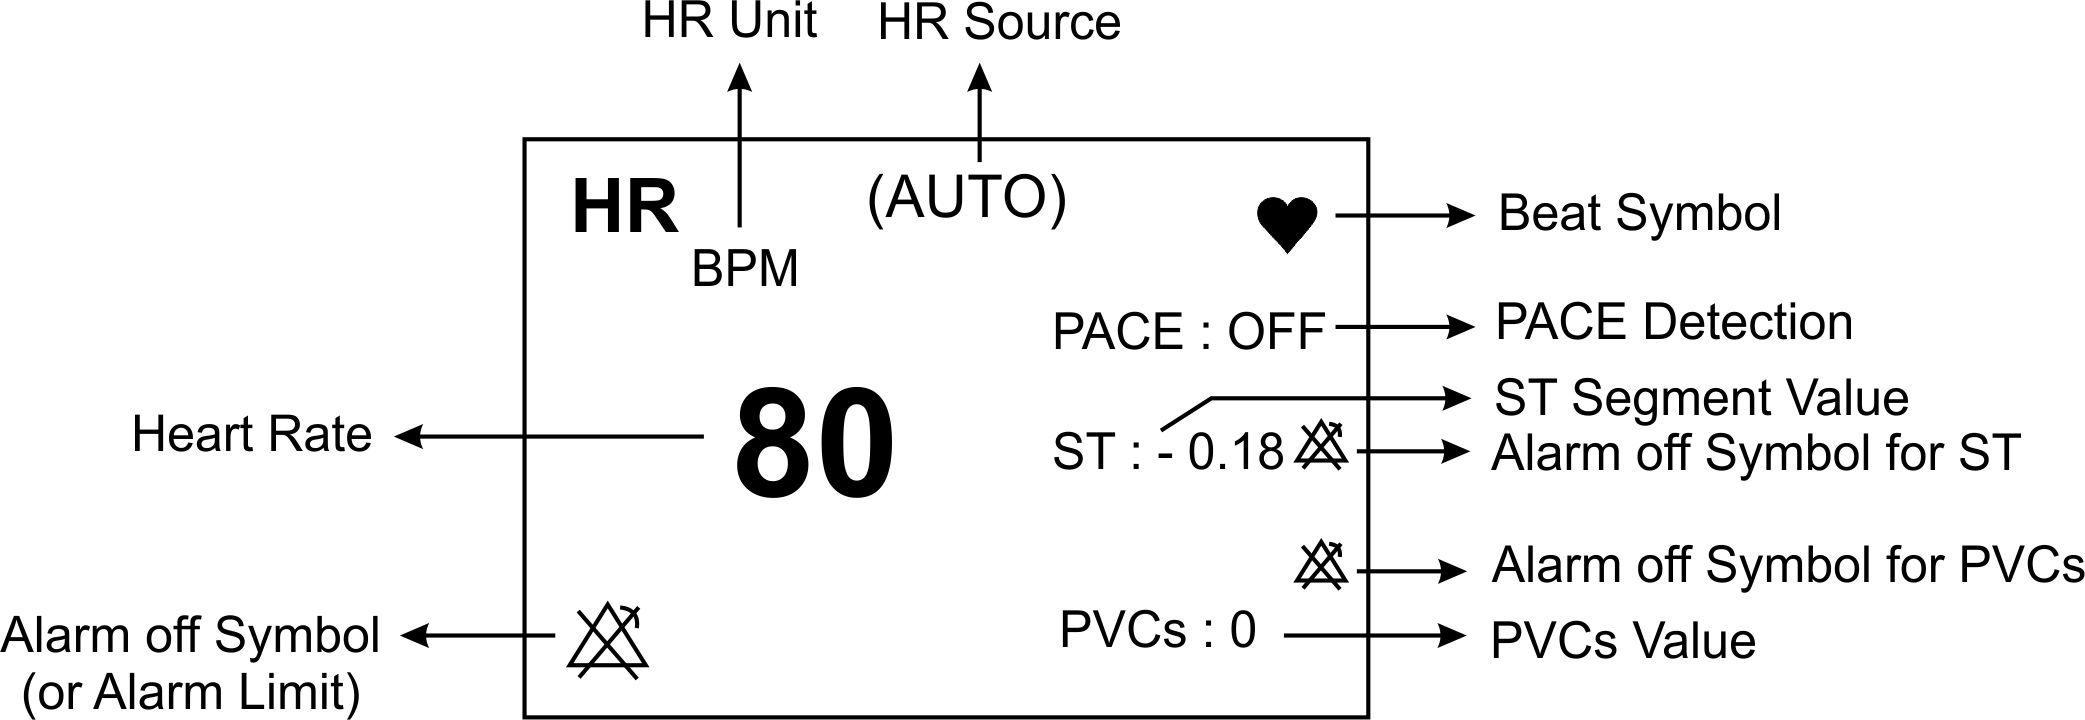 HR Unit
HR Source
HR
(AUTO)
BPM
Beat Symbol
PACE : OFF
PACE Detection
80
Heart Rate
ST Segment Value
ST : - 0.18
Alarm off Symbol for ST
Alarm off Symbol for PVCs
PVCs : 0
PVCs Value
Alarm off Symbol
(or Alarm Limit)